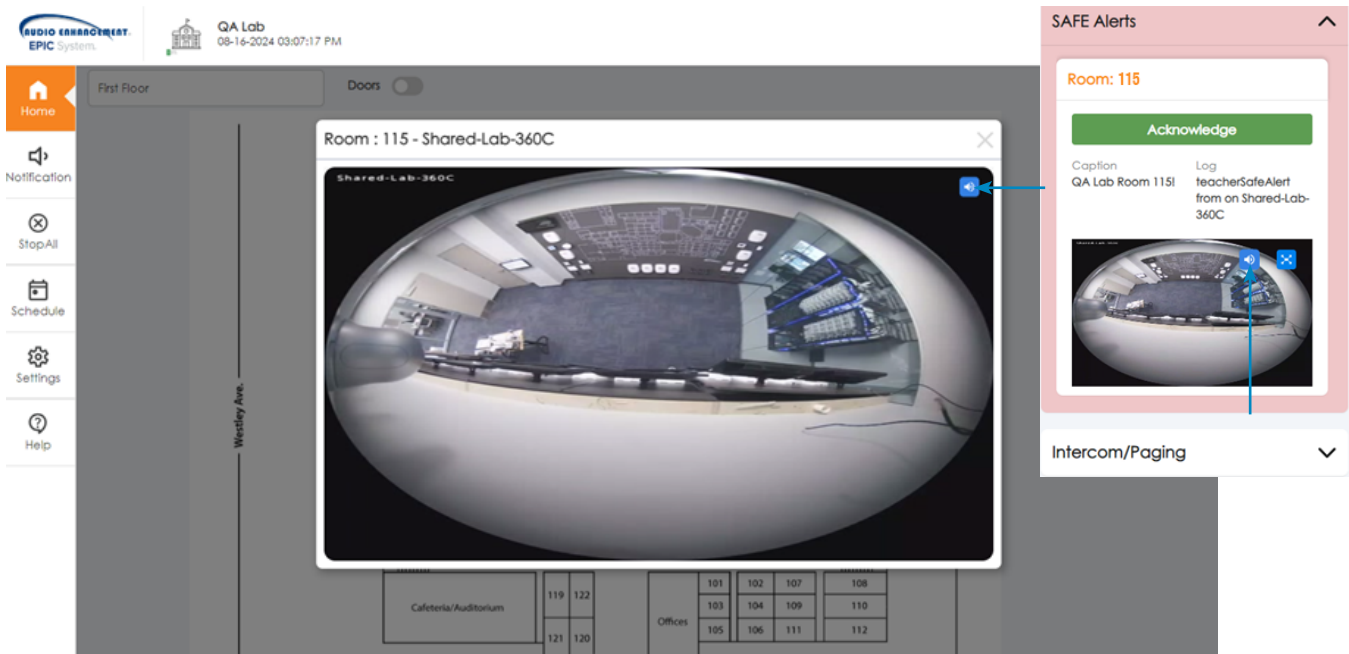 AUDIO ENHANCEMENT.
EPIC System.
QA Lab
08-16-2024 03:07:17 PM
Home
Notification
StopAll
Schedule
Settings
Help
First Floor
Doors
Room : 115 - Shared-Lab-360C
Shared-Lab-360C
Westley Ave.
Cafeteria/Auditorium
119 122
121 120
Offices
101 102 107 108
103 104 109 110
105 106 111 112
SAFE Alerts
Room: 115
Acknowledge
Caption
QA Lab Room 115!
Log
teacherSafeAlert
from on Shared-Lab-
360C
Intercom/Paging